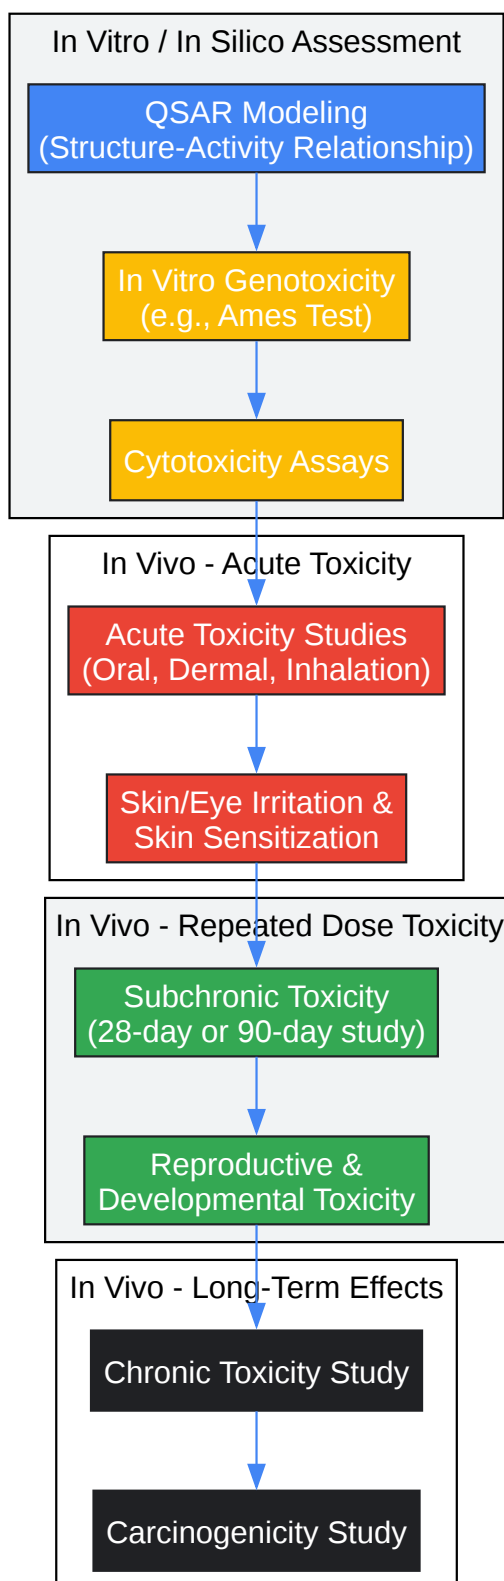 In Vitro / In Silico Assessment
QSAR Modeling
(Structure-Activity Relationship)
In Vitro Genotoxicity
(e.g., Ames Test)
Cytotoxicity Assays
In Vivo - Acute Toxicity
Acute Toxicity Studies
(Oral, Dermal, Inhalation)
Skin/Eye Irritation &
Skin Sensitization
In Vivo - Repeated Dose Toxicity
Subchronic Toxicity
(28-day or 90-day study)
Reproductive &
Developmental Toxicity
In Vivo - Long-Term Effects
Chronic Toxicity Study
Carcinogenicity Study